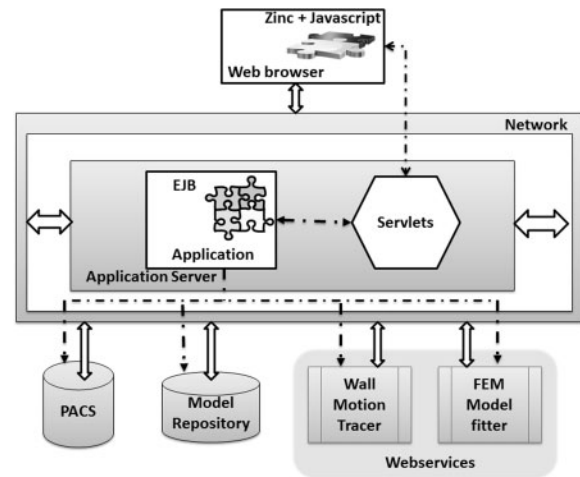 Zinc + Javascript
Web browser
Network
EJB
Application
Servlets
Application Server
PACS
Model
Repository
Wall
Motion
Tracer
FEM
Model
fitter
Webservices